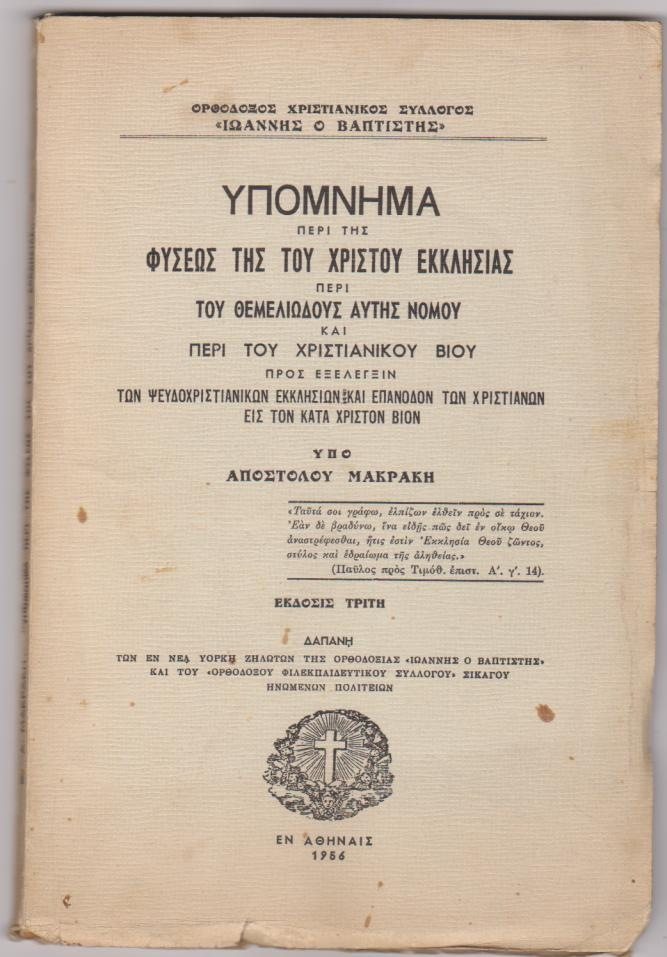 ΟΡΘΟΔΟΞΟΣ ΧΡΙΣΤΙΑΝΙΚΟΣ ΣΥΛΛΟΓΟΣ
«ΙΩΑΝΝΗΣ Ο ΒΑΠΤΙΣΤΗΣ»
ΥΠΟΜΝΗΜΑ
ΠΕΡΙ ΤΗΣ
ΦΥΣΕΩΣ ΤΗΣ ΤΟΥ ΧΡΙΣΤΟΥ ΕΚΚΛΗΣΙΑΣ
ΠΕΡΙ
ΤΟΥ ΘΕΜΕΛΙΩΔΟΥΣ ΑΥΤΗΣ ΝΟΜΟΥ
ΚΑΙ
ΠΕΡΙ ΤΟΥ ΧΡΙΣΤΙΑΝΙΚΟΥ ΒΙΟΥ
ΠΡΟΣ ΕΞΕΛΕΓΞΙΝ
ΤΩΝ ΨΕΥΔΟΧΡΙΣΤΙΑΝΙΚΩΝ ΕΚΚΛΗΣΙΩΝ ΚΑΙ ΕΠΑΝΟΔΟΝ ΤΩΝ ΧΡΙΣΤΙΑΝΩΝ
ΕΙΣ ΤΟΝ ΚΑΤΑ ΧΡΙΣΤΟΝ ΒΙΟΝ
ΥΠΟ
ΑΠΟΣΤΟΛΟΥ ΜΑΚΡΑΚΗ
«Ταῦτά σοι γράφω, ἐλπίζων ἐλθεῖν πρὸς σὲ τάχιον.
Ἐὰν δὲ βραδύνω, ἵνα εἰδῇς πῶς δεῖ ἐν οἴκῳ Θεοῦ
ἀναστρέφεσθαι, ἥτις ἐστὶν Ἐκκλησία Θεοῦ ζῶντος,
στύλος καὶ ἑδραίωμα τῆς ἀληθείας.»
(Παῦλος πρὸς Τιμόθ. ἐπιστ. Α'. γ'. 14).
ΕΚΔΟΣΙΣ ΤΡΙΤΗ
ΔΑΠΑΝῌ
ΤΩΝ ΕΝ ΝΕᾼ ΥΟΡΚῌ ΖΗΛΩΤΩΝ ΤΗΣ ΟΡΘΟΔΟΞΙΑΣ «ΙΩΑΝΝΗΣ Ο ΒΑΠΤΙΣΤΗΣ»
ΚΑΙ ΤΟΥ «ΟΡΘΟΔΟΞΟΥ ΦΙΛΕΚΠΑΙΔΕΥΤΙΚΟΥ ΣΥΛΛΟΓΟΥ» ΣΙΚΑΓΟΥ
ΗΝΩΜΕΝΩΝ ΠΟΛΙΤΕΙΩΝ
ΕΝ ΑΘΗΝΑΙΣ
1956